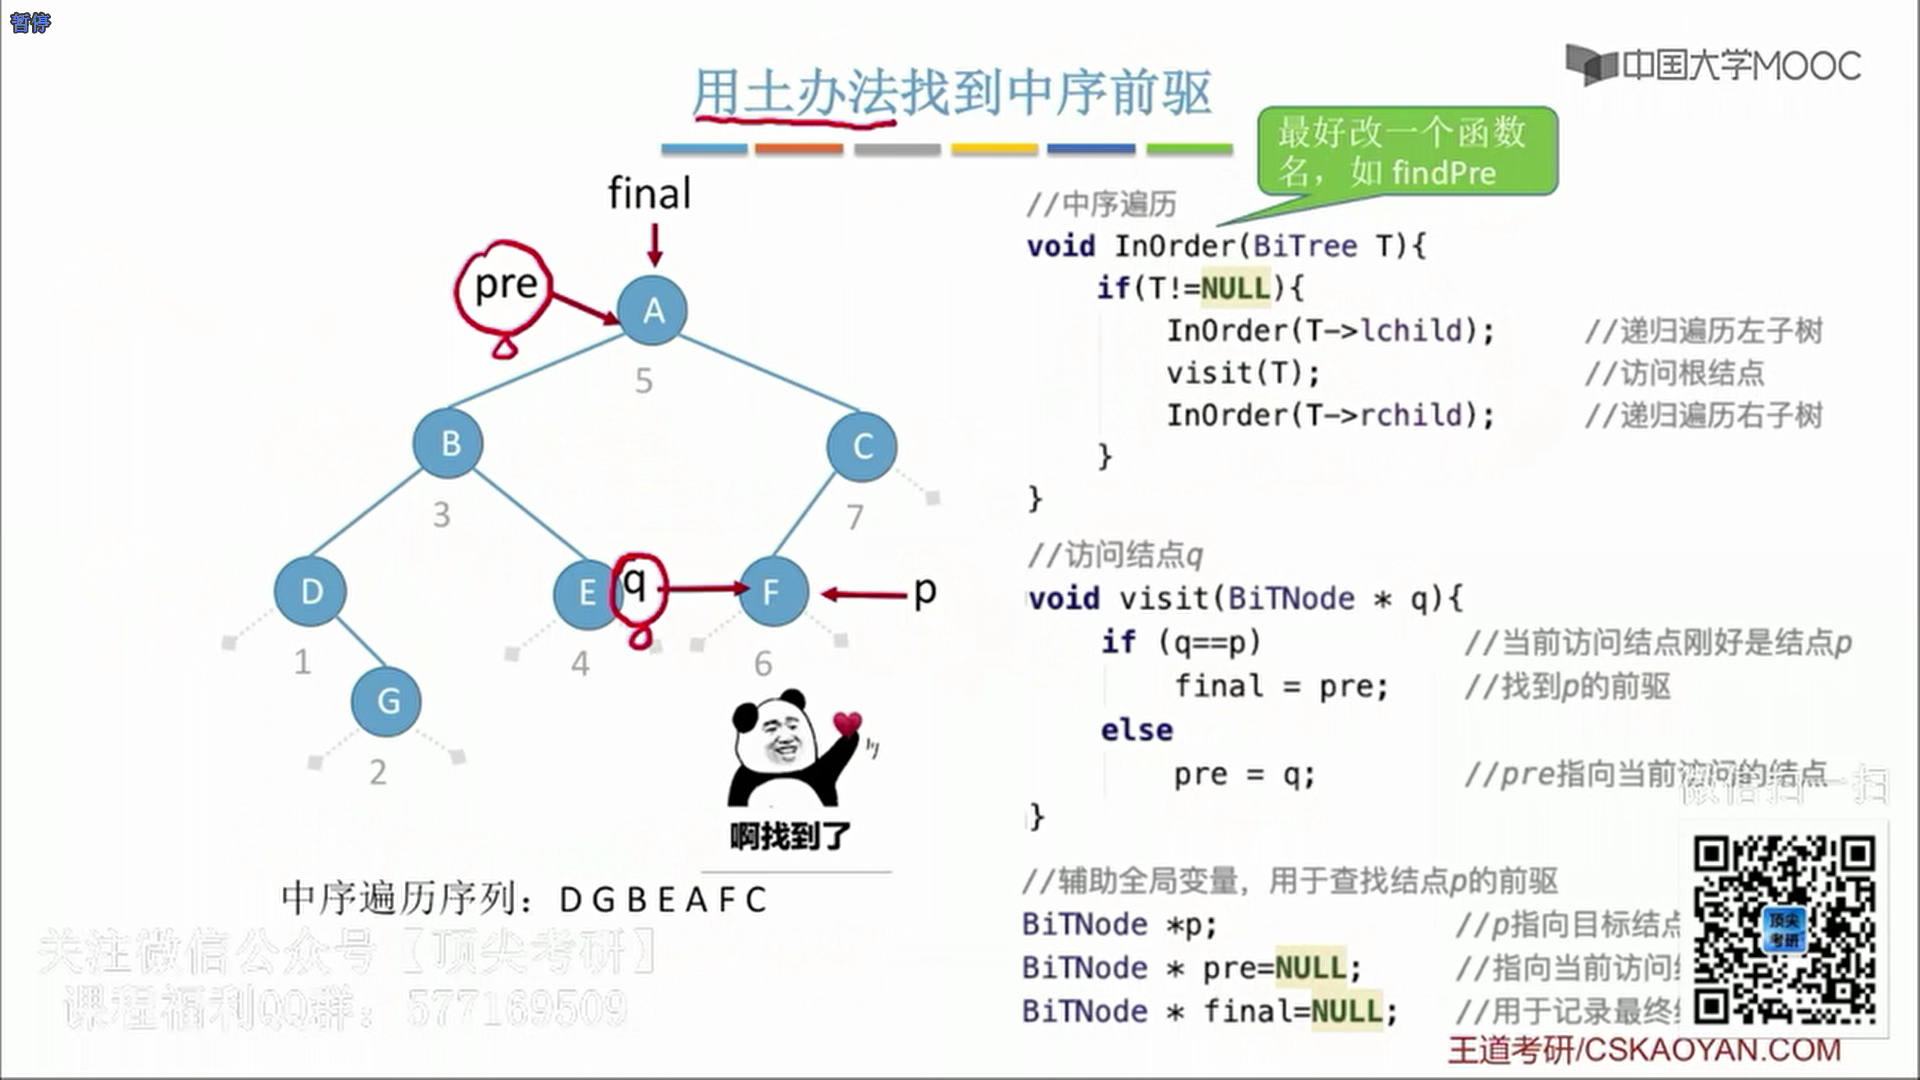 暂停
中国大学MOOC
用土办法找到中序前驱
最好改一个函数
名，如 findPre
final
pre
A
5
B
C
3
7
D
E
q
F
p
1
4
6
G
2
啊找到了
中序遍历序列：D G B E A F C
关注微信公众号【顶尖考研】
课程福利QQ群：577169509
//中序遍历
void InOrder(BiTree T){
if(T!=NULL){
InOrder(T->lchild); //递归遍历左子树
visit(T); //访问根结点
InOrder(T->rchild); //递归遍历右子树
}
}
//访问结点q
void visit(BiTNode * q){
if (q==p) //当前访问结点刚好是结点p
final = pre; //找到p的前驱
else
pre = q; //pre指向当前访问的结点
}
微信扫一扫
//辅助全局变量，用于查找结点p的前驱
BiTNode *p; //p指向目标结点
BiTNode * pre=NULL; //指向当前访问
BiTNode * final=NULL; //用于记录最终
顶尖
考研
王道考研/CSKAOYAN.COM